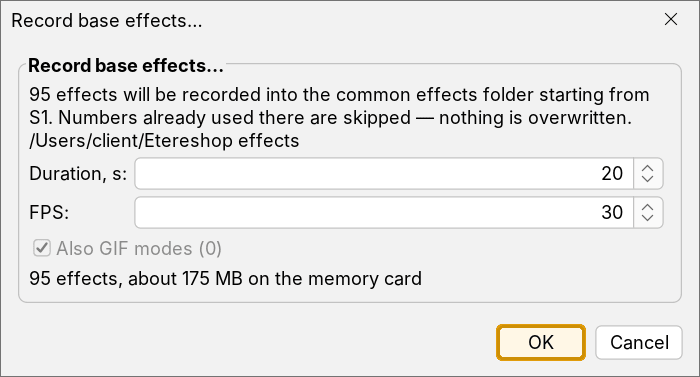 Record base effects...
Record base effects...
95 effects will be recorded into the common effects folder starting from
S1. Numbers already used there are skipped — nothing is overwritten.
/Users/client/Etereshop effects
Duration, s: 20
FPS: 30
Also GIF modes (0)
95 effects, about 175 MB on the memory card
OK Cancel